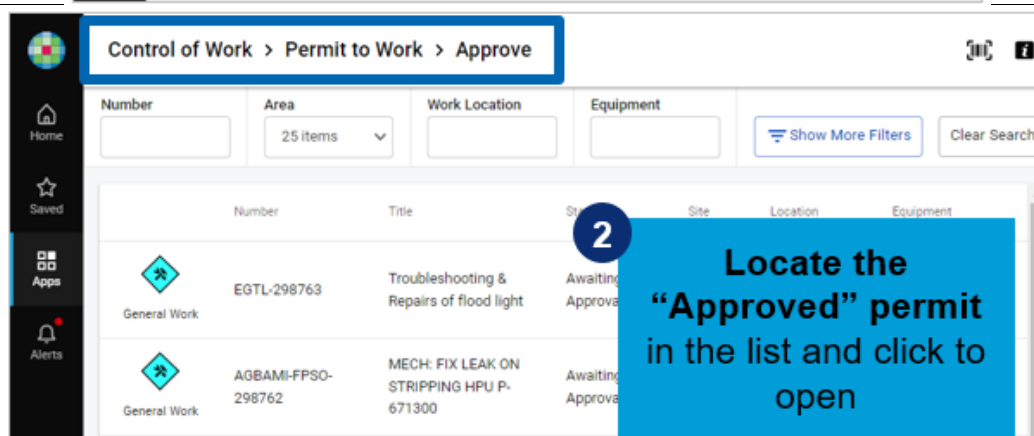 Control of Work > Permit to Work > Approve
Number
Area
Work Location
Equipment
Home
25 items
Show More Filters
Clear Search
Saved
Number
Title
Site
Location
Equipment
2
Apps
General Work
EGTL-298763
Troubleshooting &
Repairs of flood light
Awaiting
Approva
Locate the
“Approved” permit
in the list and click to
open
Alerts
General Work
AGBAMI-FPSO-
298762
MECH: FIX LEAK ON
STRIPPING HPU P-
671300
Awaiting
Approva